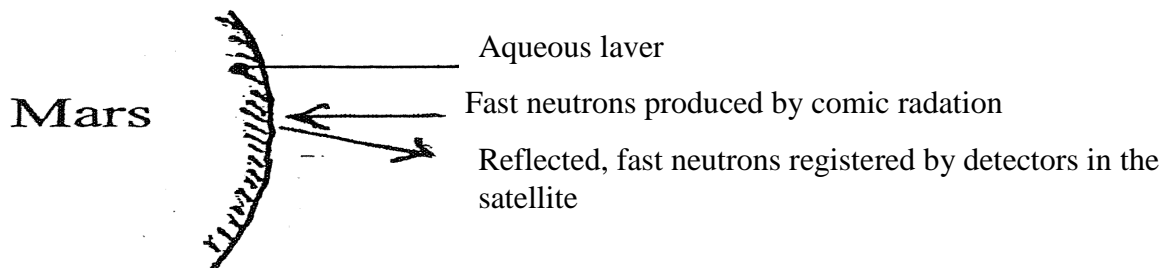 Aqueous laver
Mars
Fast neutrons produced by comic radation
Reflected, fast neutrons registered by detectors in the
satellite